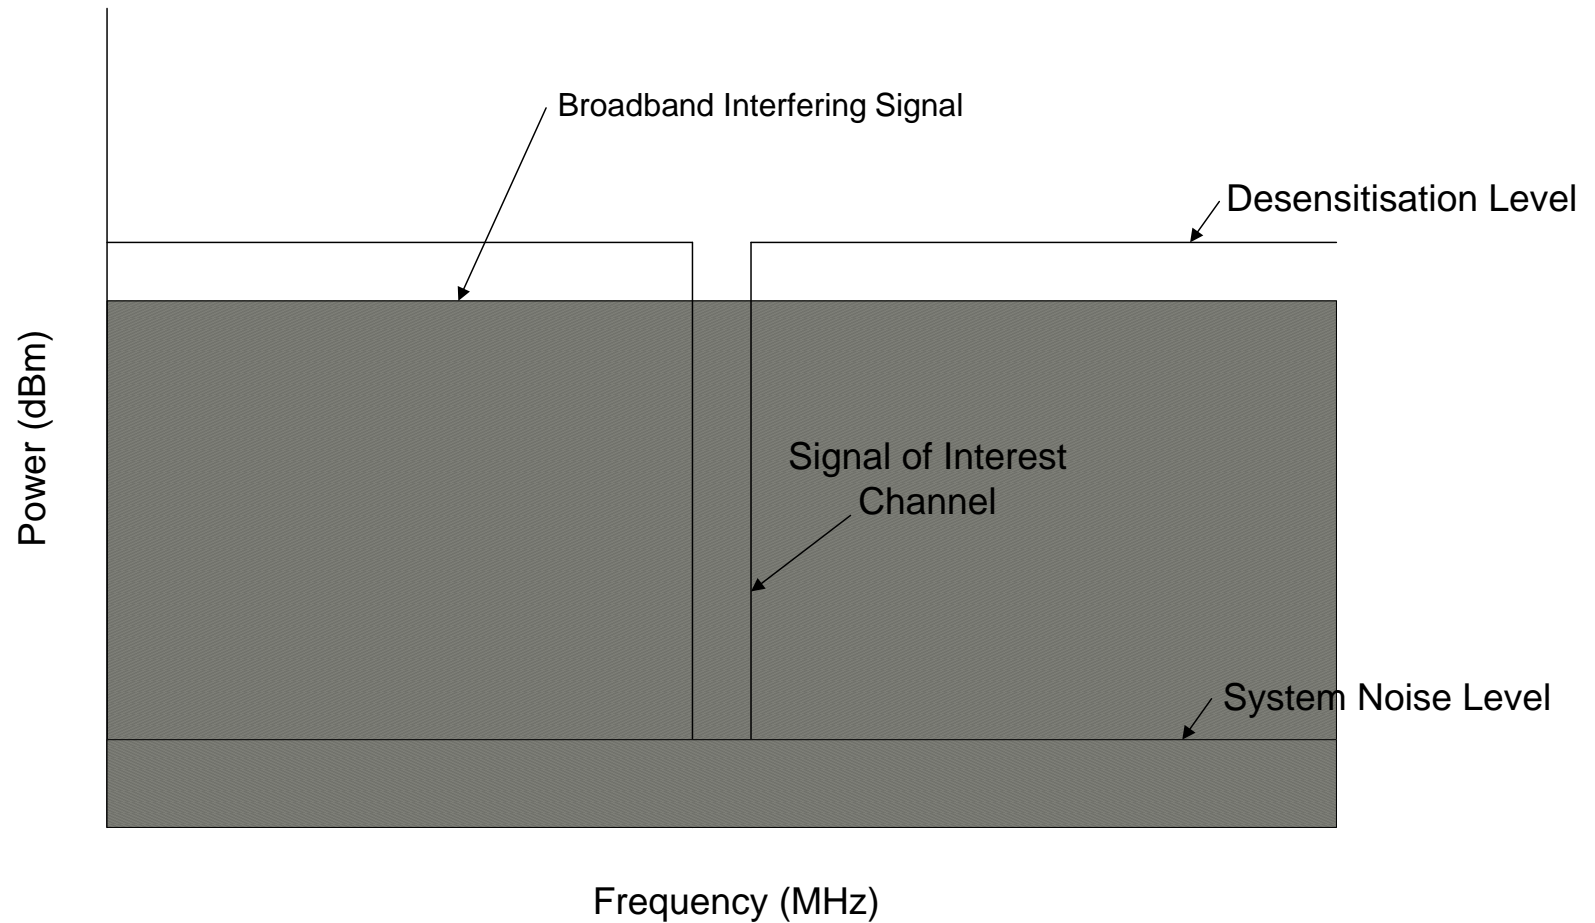 Broadband Interfering Signal
Desensitisation Level
Power (dBm)
Signal of Interest
Channel
System Noise Level
Frequency (MHz)